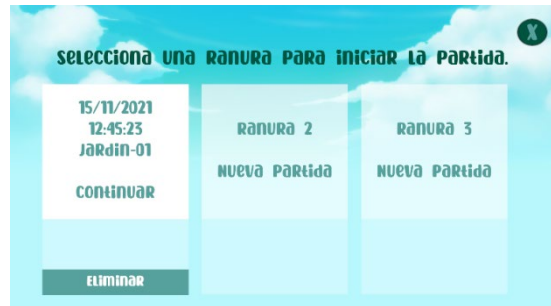 X
Selecciona una ranura para iniciar la partida.
15/11/2021
12:45:23
Jardin-01
Continuar
Eliminar
Ranura 2
Nueva Partida
Ranura 3
Nueva Partida